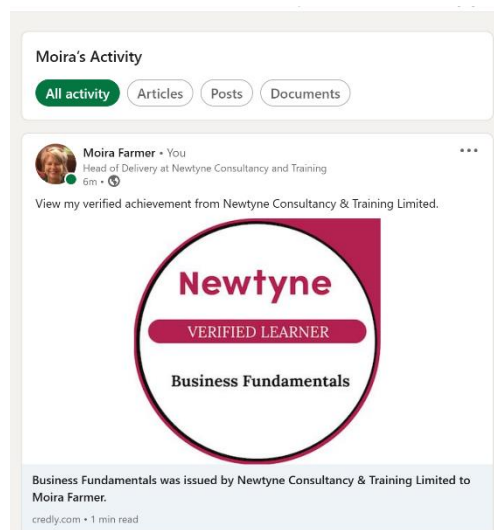 Moira's Activity
All activity Articles Posts Documents
Moira Farmer • You
Head of Delivery at Newtyne Consultancy and Training
6m •
View my verified achievement from Newtyne Consultancy & Training Limited.
Newtyne
VERIFIED LEARNER
Business Fundamentals
Business Fundamentals was issued by Newtyne Consultancy & Training Limited to
Moira Farmer.
credly.com • 1 min read